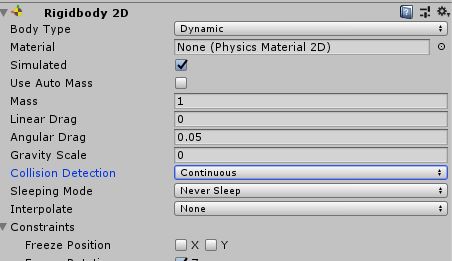 Rigidbody 2D
Body Type Dynamic
Material None (Physics Material 2D)
Simulated
Use Auto Mass
Mass 1
Linear Drag 0
Angular Drag 0.05
Gravity Scale 0
Collision Detection Continuous
Sleeping Mode Never Sleep
Interpolate None
Constraints
Freeze Position X Y
Freeze Rotation Z